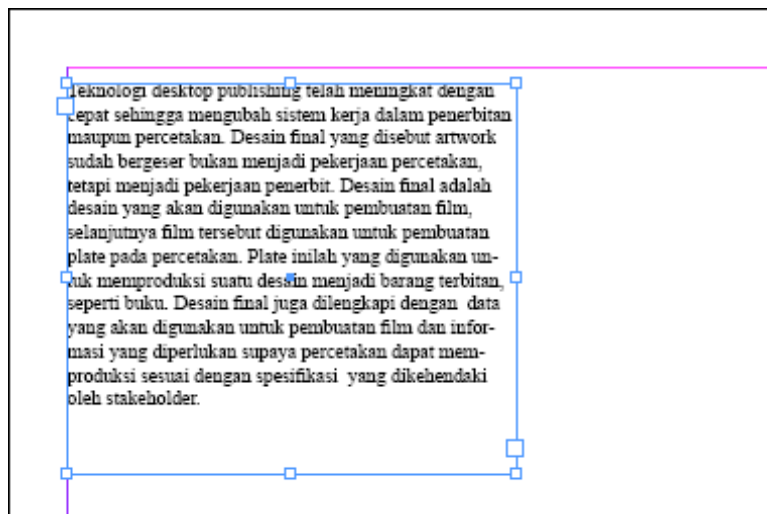 Teknologi desktop publishing telah meningkat dengan
cepat sehingga mengubah sistem kerja dalam penerbitan
maupun percetakan. Desain final yang disebut artwork
sudah bergeser bukan menjadi pekerjaan percetakan,
tetapi menjadi pekerjaan penerbit. Desain final adalah
desain yang akan digunakan untuk pembuatan film,
selanjutnya film tersebut digunakan untuk pembuatan
plate pada percetakan. Plate inilah yang digunakan un-
tuk memproduksi suatu desain menjadi barang terbitan,
seperti buku. Desain final juga dilengkapi dengan  data
yang akan digunakan untuk pembuatan film dan infor-
masi yang diperlukan supaya percetakan dapat mem-
produksi sesuai dengan spesifikasi  yang dikehendaki
oleh stakeholder.